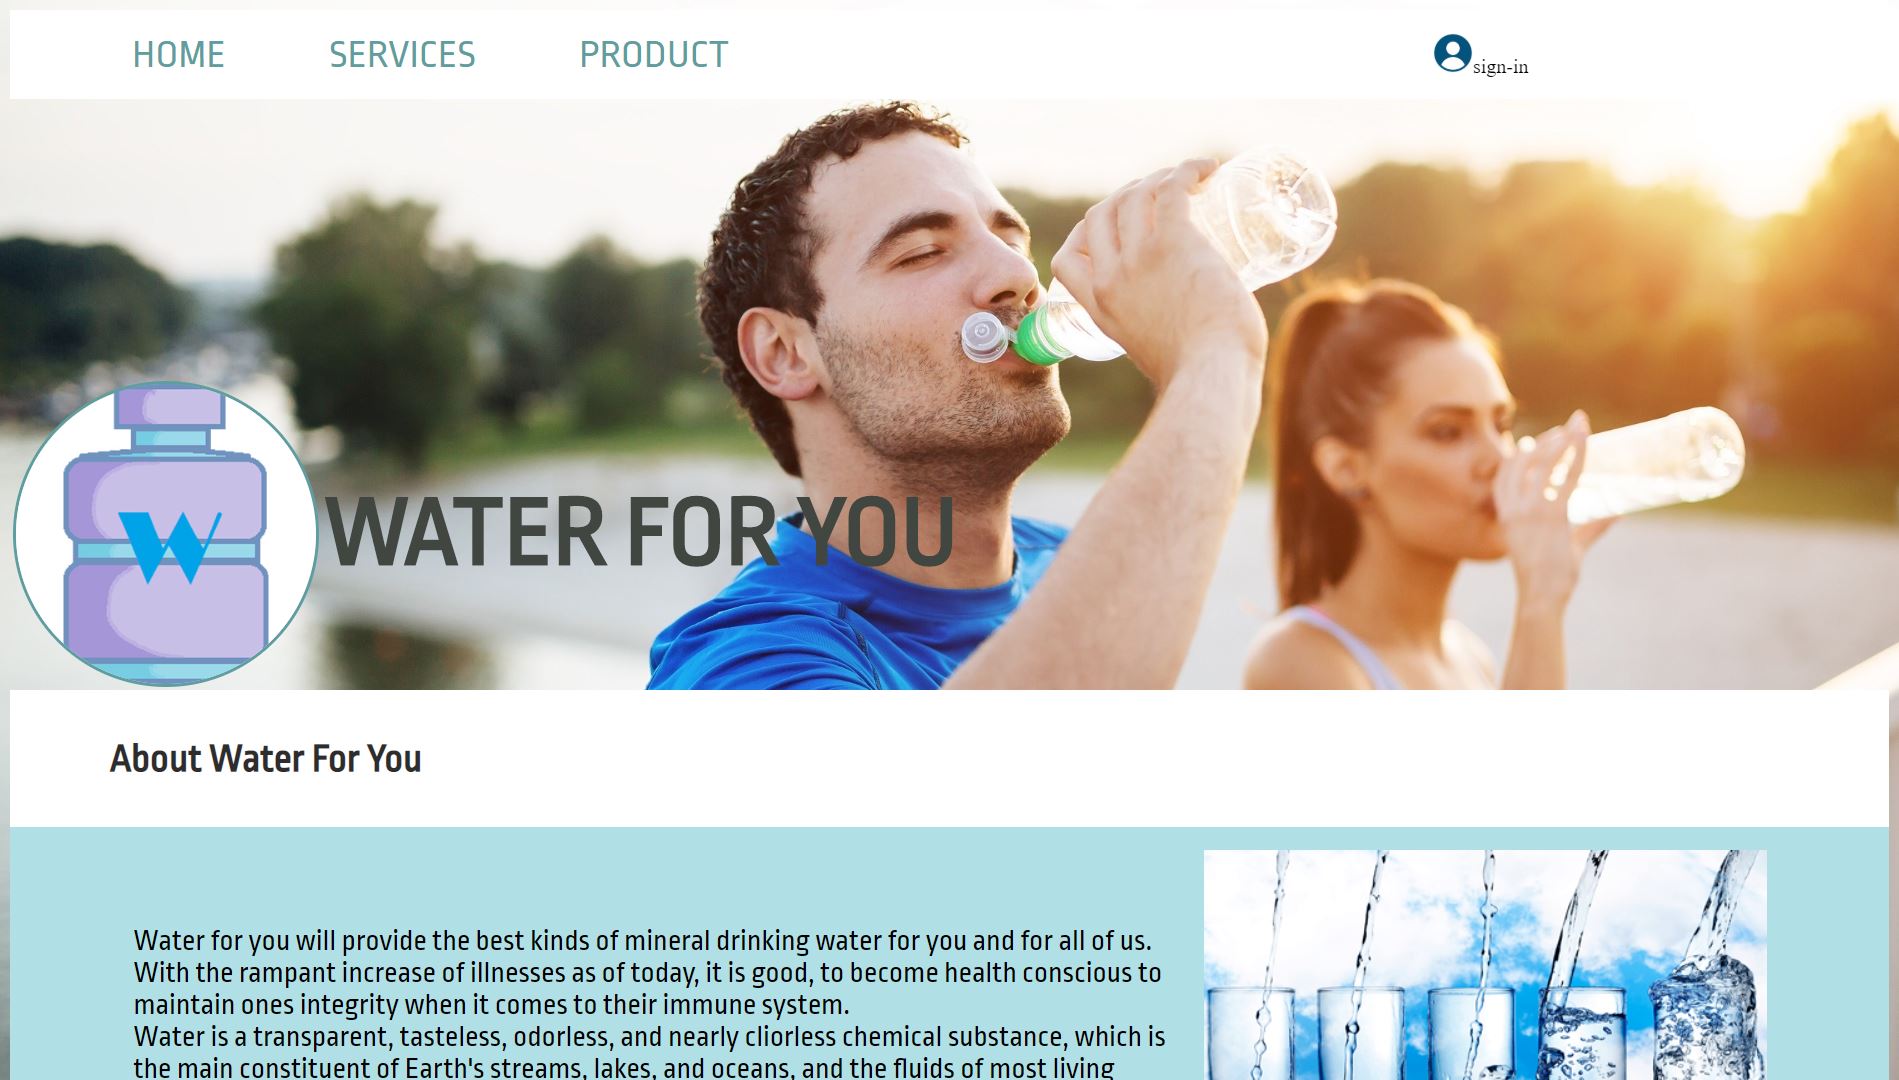 HOME SERVICES PRODUCT sign-in
W
WATER FOR YOU
About Water For You
Water for you will provide the best kinds of mineral drinking water for you and for all of us.
With the rampant increase of illnesses as of today, it is good, to become health conscious to
maintain ones integrity when it comes to their immune system.
Water is a transparent, tasteless, odorless, and nearly cliorless chemical substance, which is
the main constituent of Earth's streams, lakes, and oceans, and the fluids of most living